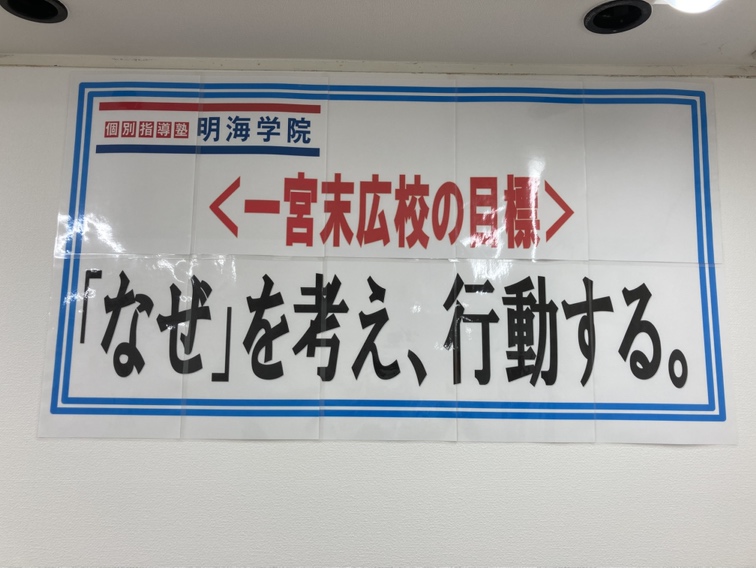 個別指導塾 明海学院
＜一宮末広校の目標＞
「なぜ」を考え、行動する。